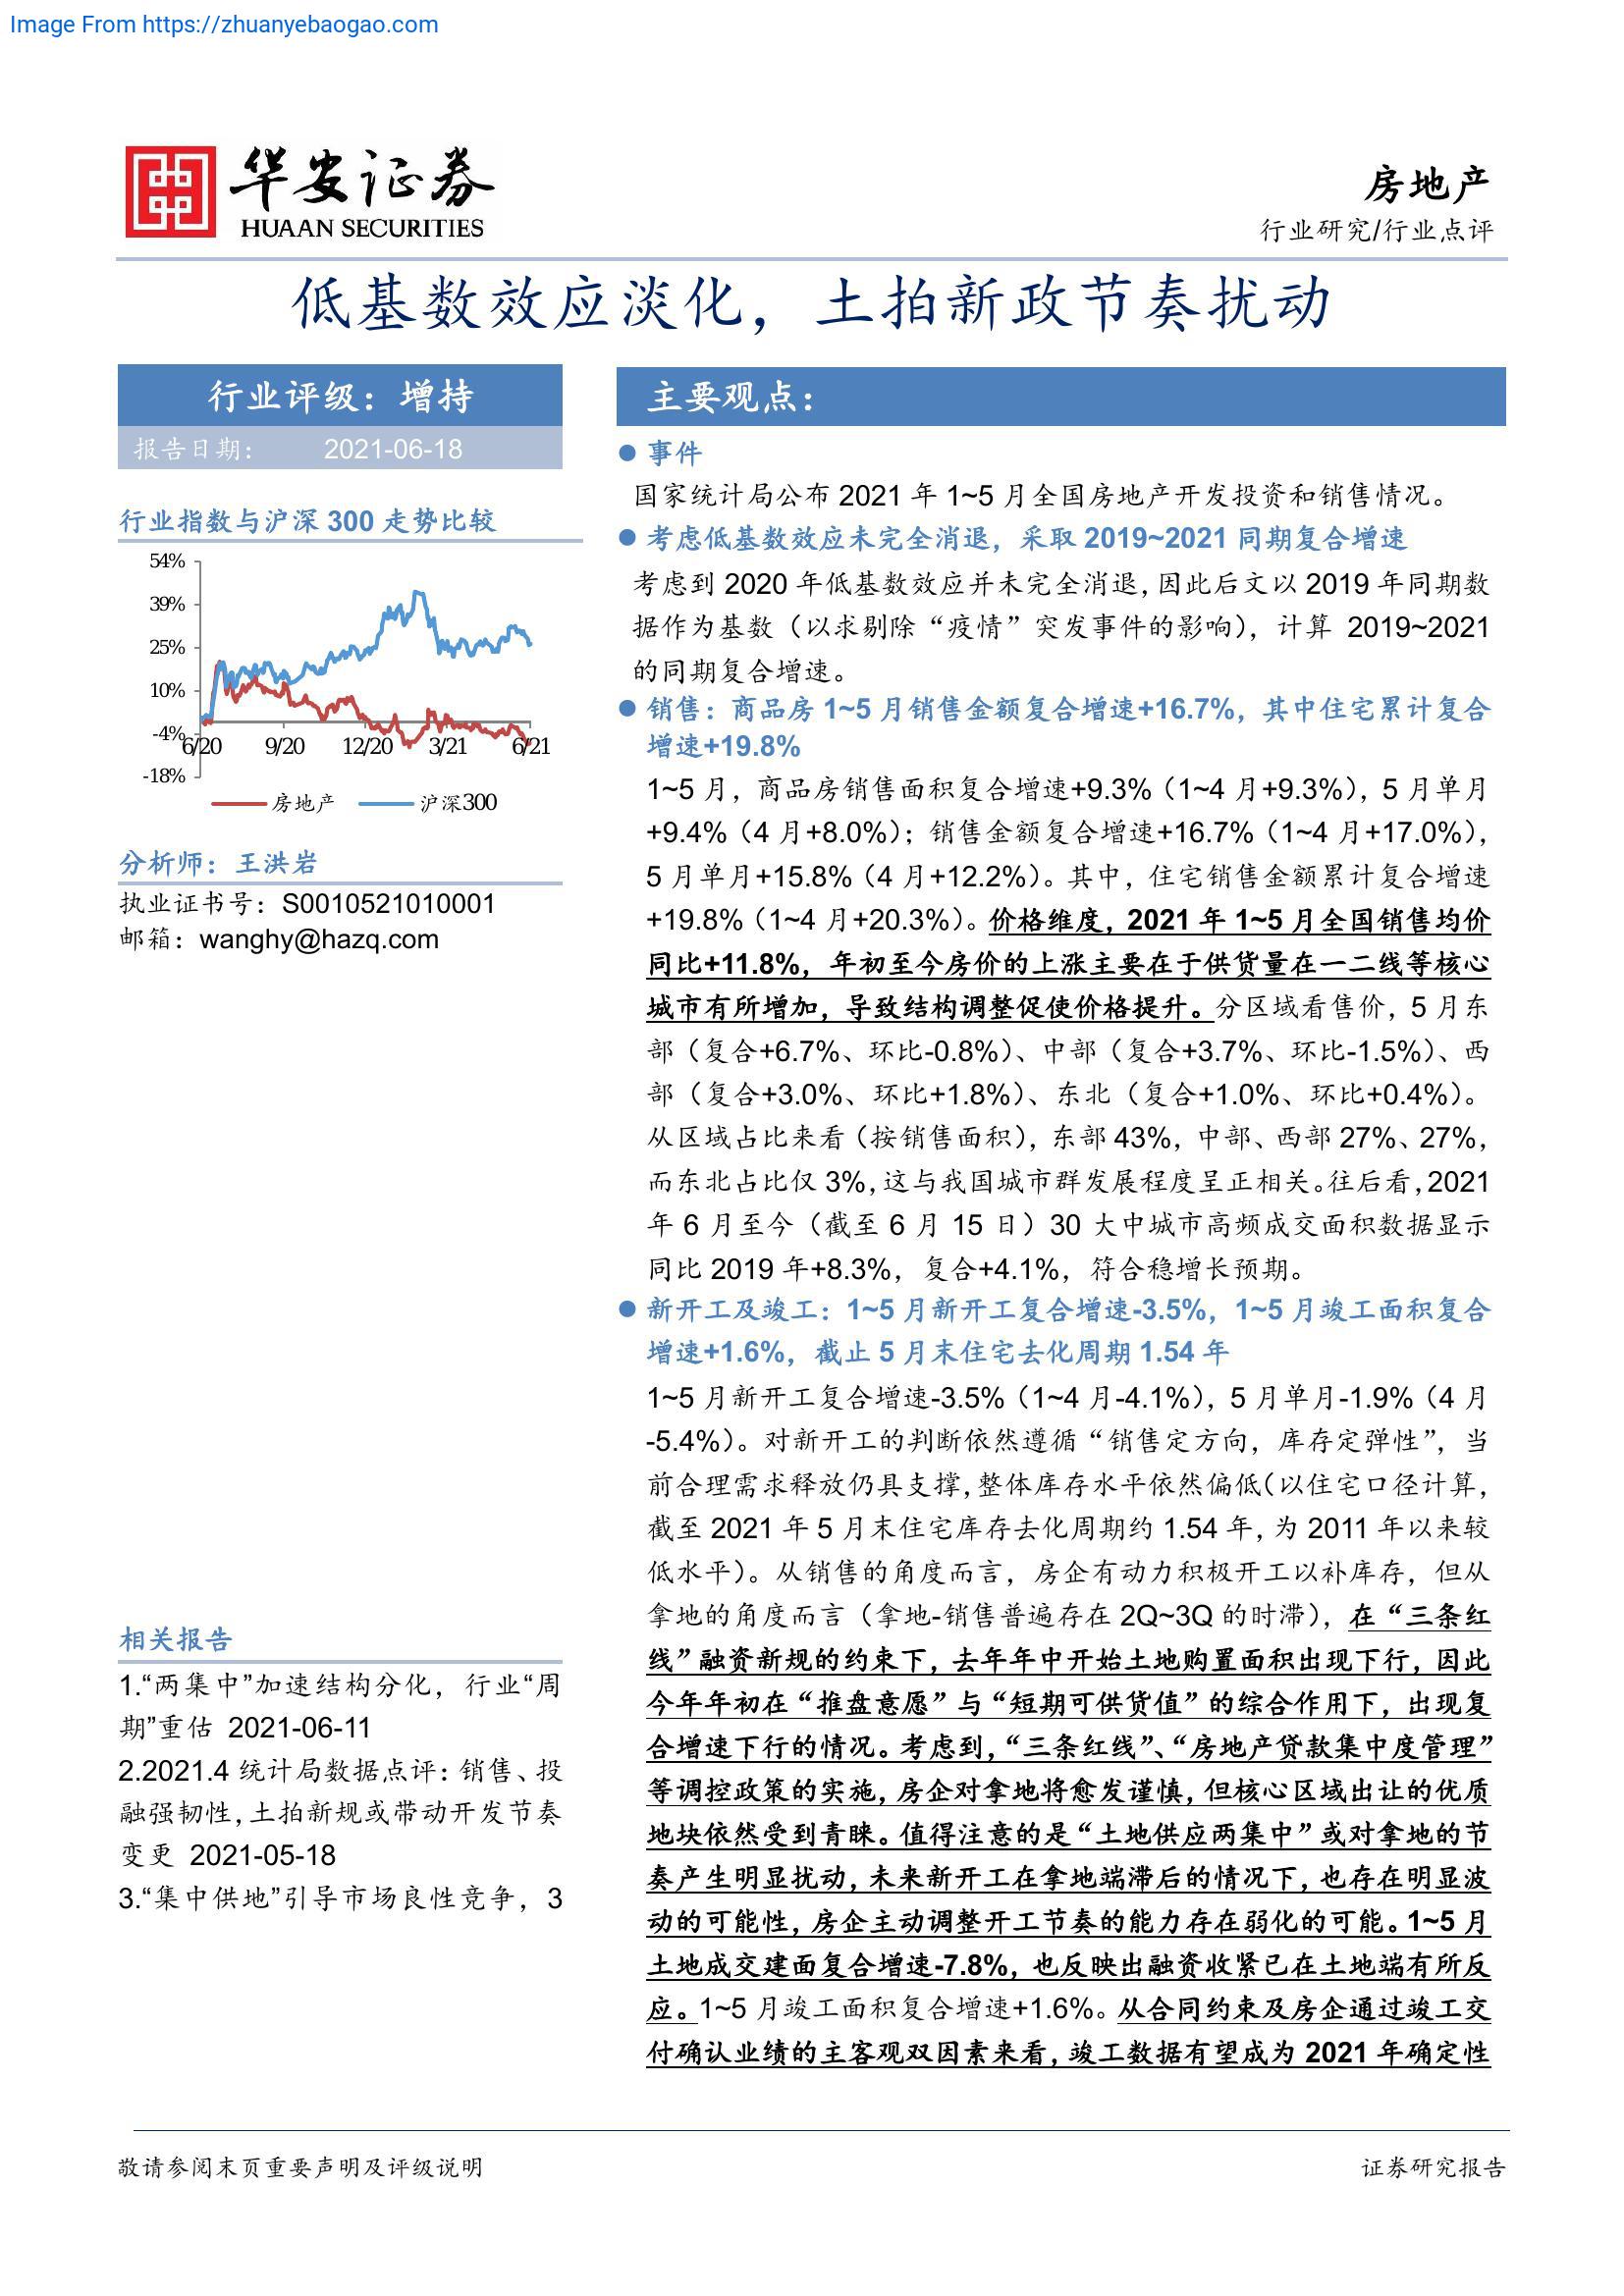 Image From https://zhuanyebaogao.com
华安证券
HUAAN SECURITIES
房地产
行业研究/行业点评
低基数效应淡化，土拍新政节奏扰动
行业评级：增持
报告日期： 2021-06-18
行业指数与沪深 300 走势比较
54%
39%
25%
10%
-4%
-18%
6/20 9/20 12/20 3/21 6/21
房地产 沪深300
分析师：王洪岩
执业证书号：S0010521010001
邮箱：wanghy@hazq.com
相关报告
1.“两集中”加速结构分化，行业“周
期”重估 2021-06-11
2.2021.4 统计局数据点评：销售、投
融强韧性，土拍新规或带动开发节奏
变更 2021-05-18
3.“集中供地”引导市场良性竞争，3
主要观点：
● 事件
国家统计局公布 2021 年 1~5 月全国房地产开发投资和销售情况。
● 考虑低基数效应未完全消退，采取 2019~2021 同期复合增速
考虑到 2020 年低基数效应并未完全消退，因此后文以 2019 年同期数
据作为基数（以求剔除“疫情”突发事件的影响），计算 2019~2021
的同期复合增速。
● 销售：商品房 1~5 月销售金额复合增速+16.7%，其中住宅累计复合
增速+19.8%
1~5 月，商品房销售面积复合增速+9.3%（1~4 月+9.3%），5 月单月
+9.4%（4 月+8.0%）；销售金额复合增速+16.7%（1~4 月+17.0%），
5 月单月+15.8%（4 月+12.2%）。其中，住宅销售金额累计复合增速
+19.8%（1~4 月+20.3%）。价格维度，2021 年 1~5 月全国销售均价
同比+11.8%，年初至今房价的上涨主要在于供货量在一二线等核心
城市有所增加，导致结构调整促使价格提升。分区域看售价，5 月东
部（复合+6.7%、环比-0.8%）、中部（复合+3.7%、环比-1.5%）、西
部（复合+3.0%、环比+1.8%）、东北（复合+1.0%、环比+0.4%）。
从区域占比来看（按销售面积），东部 43%，中部、西部 27%、27%，
而东北占比仅 3%，这与我国城市群发展程度呈正相关。往后看，2021
年 6 月至今（截至 6 月 15 日）30 大中城市高频成交面积数据显示
同比 2019 年+8.3%，复合+4.1%，符合稳增长预期。
● 新开工及竣工：1~5 月新开工复合增速-3.5%，1~5 月竣工面积复合
增速+1.6%，截止 5 月末住宅去化周期 1.54 年
1~5 月新开工复合增速-3.5%（1~4 月-4.1%），5 月单月-1.9%（4 月
-5.4%）。对新开工的判断依然遵循“销售定方向，库存定弹性”，当
前合理需求释放仍具支撑，整体库存水平依然偏低（以住宅口径计算，
截至 2021 年 5 月末住宅库存去化周期约 1.54 年，为 2011 年以来较
低水平）。从销售的角度而言，房企有动力积极开工以补库存，但从
拿地的角度而言（拿地-销售普遍存在 2Q~3Q 的时滞），在“三条红
线”融资新规的约束下，去年年中开始土地购置面积出现下行，因此
今年年初在“推盘意愿”与“短期可供货值”的综合作用下，出现复
合增速下行的情况。考虑到，“三条红线”、“房地产贷款集中度管理”
等调控政策的实施，房企对拿地将愈发谨慎，但核心区域出让的优质
地块依然受到青睐。值得注意的是“土地供应两集中”或对拿地的节
奏产生明显扰动，未来新开工在拿地端滞后的情况下，也存在明显波
动的可能性，房企主动调整开工节奏的能力存在弱化的可能。1~5 月
土地成交建面复合增速-7.8%，也反映出融资收紧已在土地端有所反
应。1~5 月竣工面积复合增速+1.6%。从合同约束及房企通过竣工交
付确认业绩的主客观双因素来看，竣工数据有望成为 2021 年确定性
敬请参阅末页重要声明及评级说明
证券研究报告